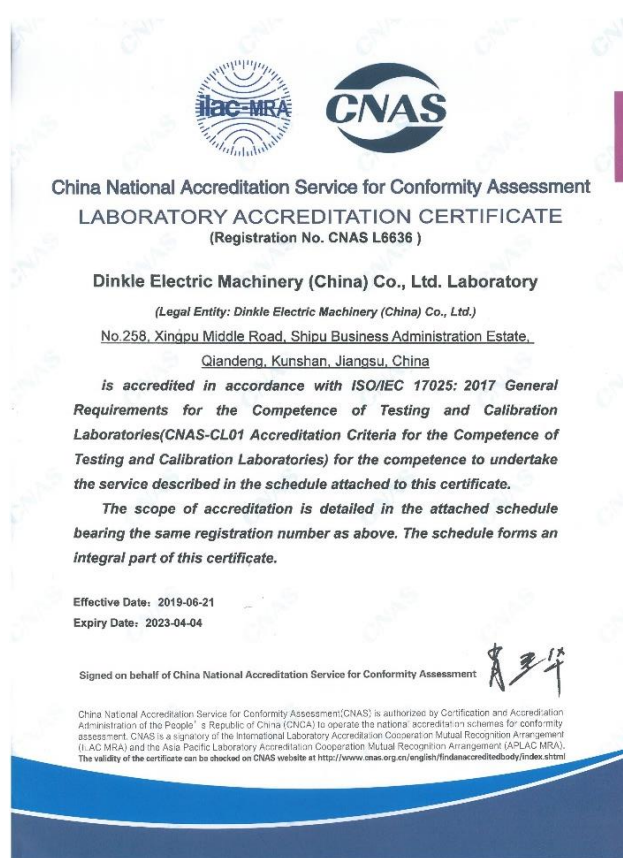 ilac-MRA
CNAS
China National Accreditation Service for Conformity Assessment
LABORATORY ACCREDITATION CERTIFICATE
(Registration No. CNAS L6636 )
Dinkle Electric Machinery (China) Co., Ltd. Laboratory
(Legal Entity: Dinkle Electric Machinery (China) Co., Ltd.)
No.258, Xingpu Middle Road, Shipu Business Administration Estate,
Qiandeng, Kunshan, Jiangsu, China
is accredited in accordance with ISO/IEC 17025: 2017 General
Requirements for the Competence of Testing and Calibration
Laboratories(CNAS-CL01 Accreditation Criteria for the Competence of
Testing and Calibration Laboratories) for the competence to undertake
the service described in the schedule attached to this certificate.
The scope of accreditation is detailed in the attached schedule
bearing the same registration number as above. The schedule forms an
integral part of this certificate.
Effective Date: 2019-06-21
Expiry Date: 2023-04-04
Signed on behalf of China National Accreditation Service for Conformity Assessment
China National Accreditation Service for Conformity Assessment(CNAS) is authorized by Certification and Accreditation
Administration of the People's Republic of China (CNCA) to operate the national accreditation schemes for conformity
assessment. CNAS is a signatory of the International Laboratory Accreditation Cooperation Mutual Recognition Arrangement
(ILAC MRA) and the Asia Pacific Laboratory Accreditation Cooperation Mutual Recognition Arrangement (APLAC MRA).
The validity of the certificate can be checked on CNAS website at http://www.cnas.org.cn/english/findanaccreditedbody/index.shtml